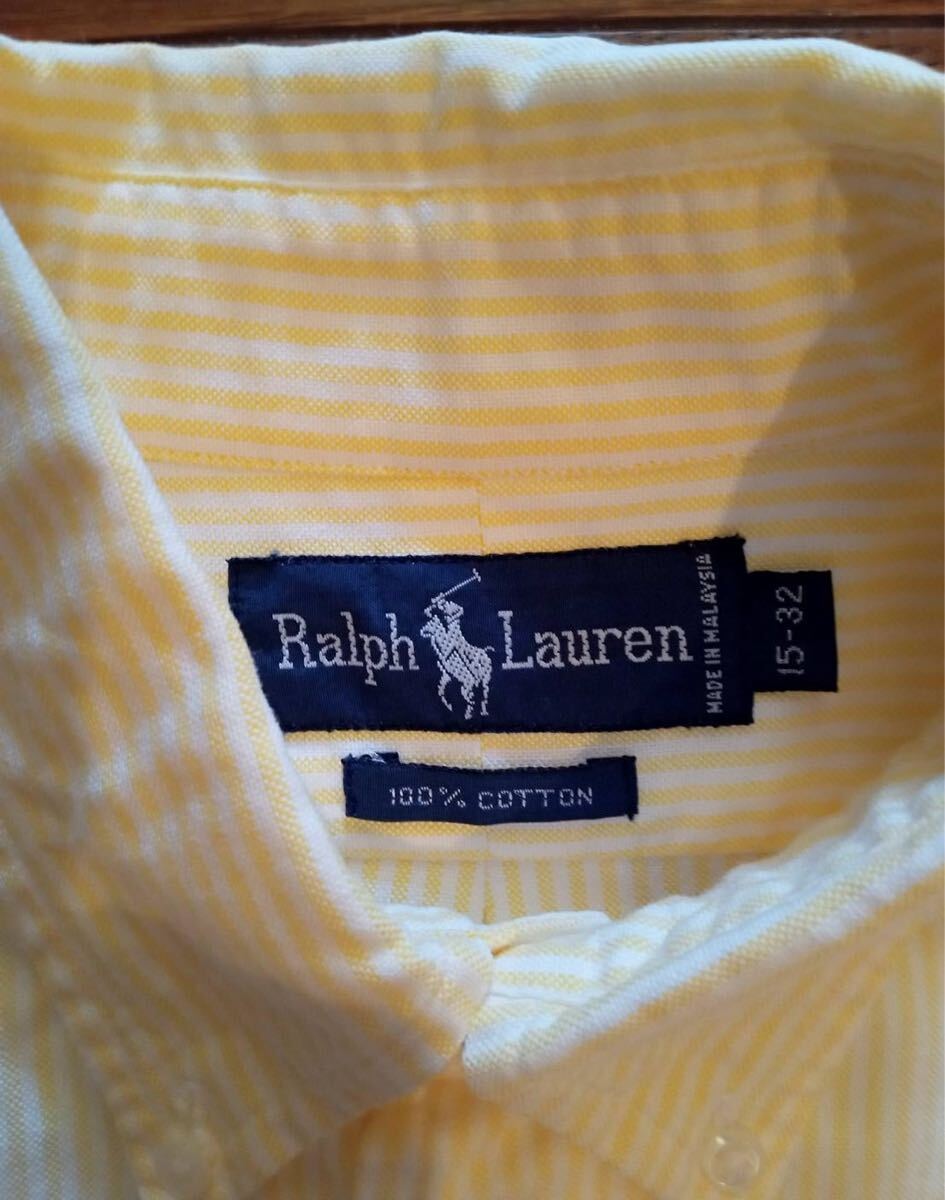 Ralph Lauren
MADE IN MALAYSIA
15-32
100% COTTON